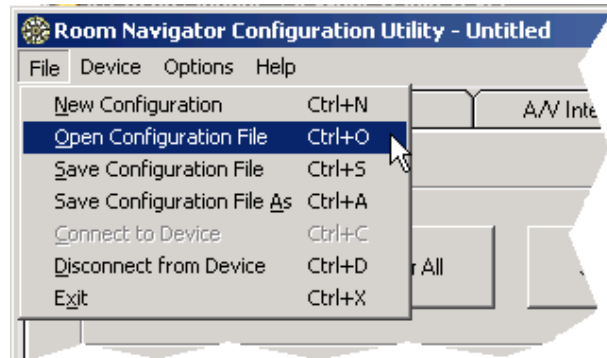 Room Navigator Configuration Utility - Untitled
File Device Options Help
New Configuration Ctrl+N
A/V Inte
Open Configuration File Ctrl+O
Save Configuration File Ctrl+S
Save Configuration File As Ctrl+A
Connect to Device Ctrl+C
Disconnect from Device Ctrl+D
r All
Exit Ctrl+X